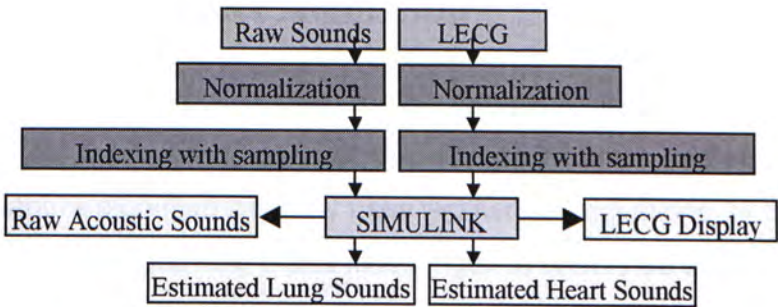 Raw Sounds
LECG
Normalization
Normalization
Indexing with sampling
Indexing with sampling
Raw Acoustic Sounds
SIMULINK
LECG Display
Estimated Lung Sounds
Estimated Heart Sounds